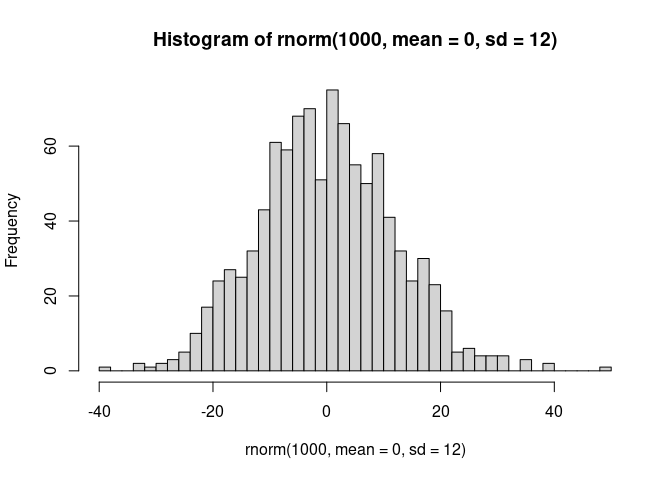 Histogram of rnorm(1000, mean = 0, sd = 12)
Frequency
60
40
20
0
-40 -20 0 20 40
rnorm(1000, mean = 0, sd = 12)